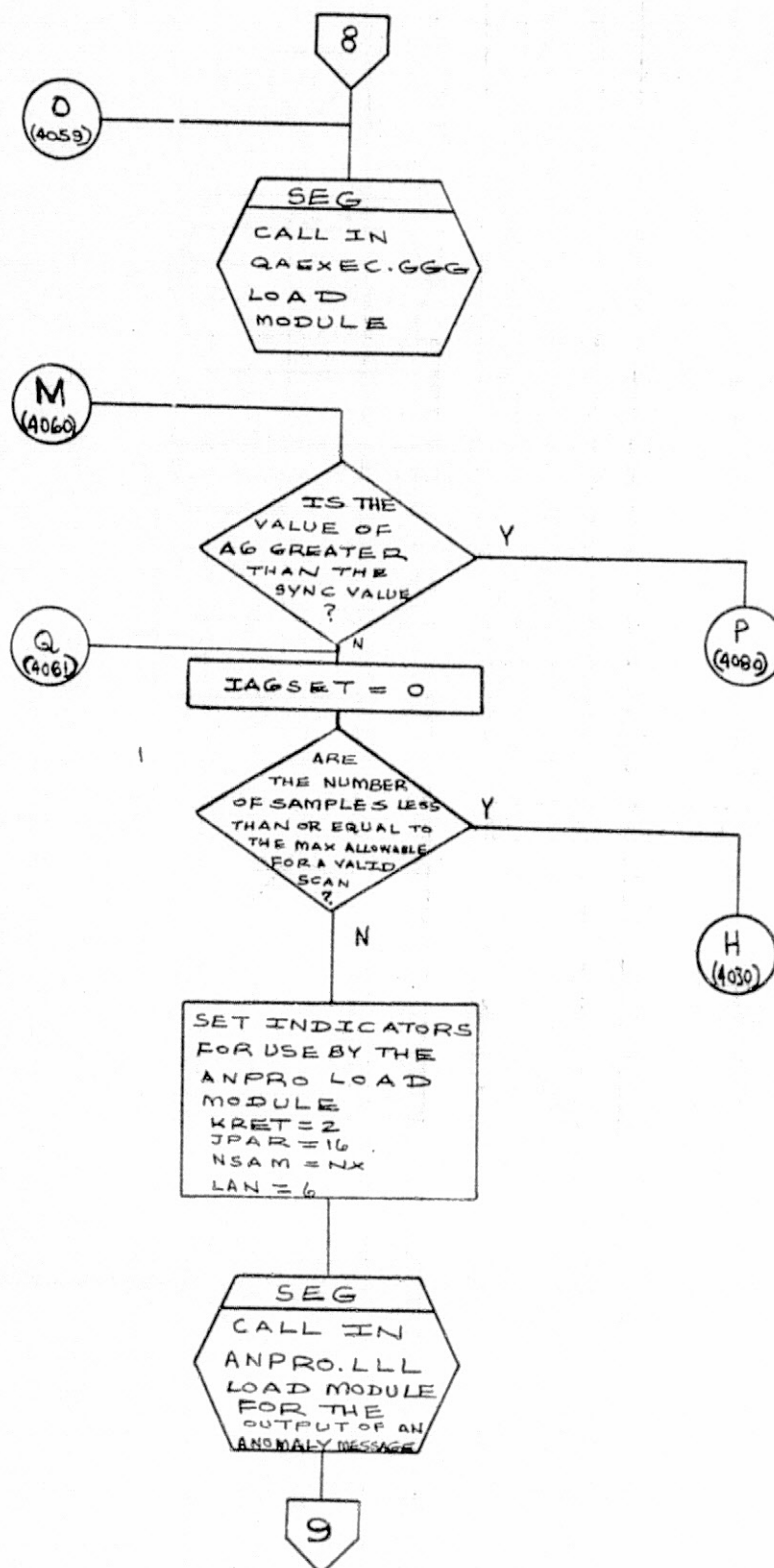 8
O
(4059)
SEG
CALL IN
QAEXEC.GGG
LOAD
MODULE
M
(4060)
IS THE
VALUE OF
AG GREATER
THAN THE
SYNC VALUE
?
Y
P
(4080)
N
Q
(4061)
IAGSET = 0
ARE
THE NUMBER
OF SAMPLES LESS
THAN OR EQUAL TO
THE MAX ALLOWABLE
FOR A VALID
SCAN
?
Y
H
(4030)
N
SET INDICATORS
FOR USE BY THE
ANPRO LOAD
MODULE
KRET=2
JPAR=16
NSAM=NX
LAN=6
SEG
CALL IN
ANPRO.LLL
LOAD MODULE
FOR THE
OUTPUT OF AN
ANOMALY MESSAGE
9